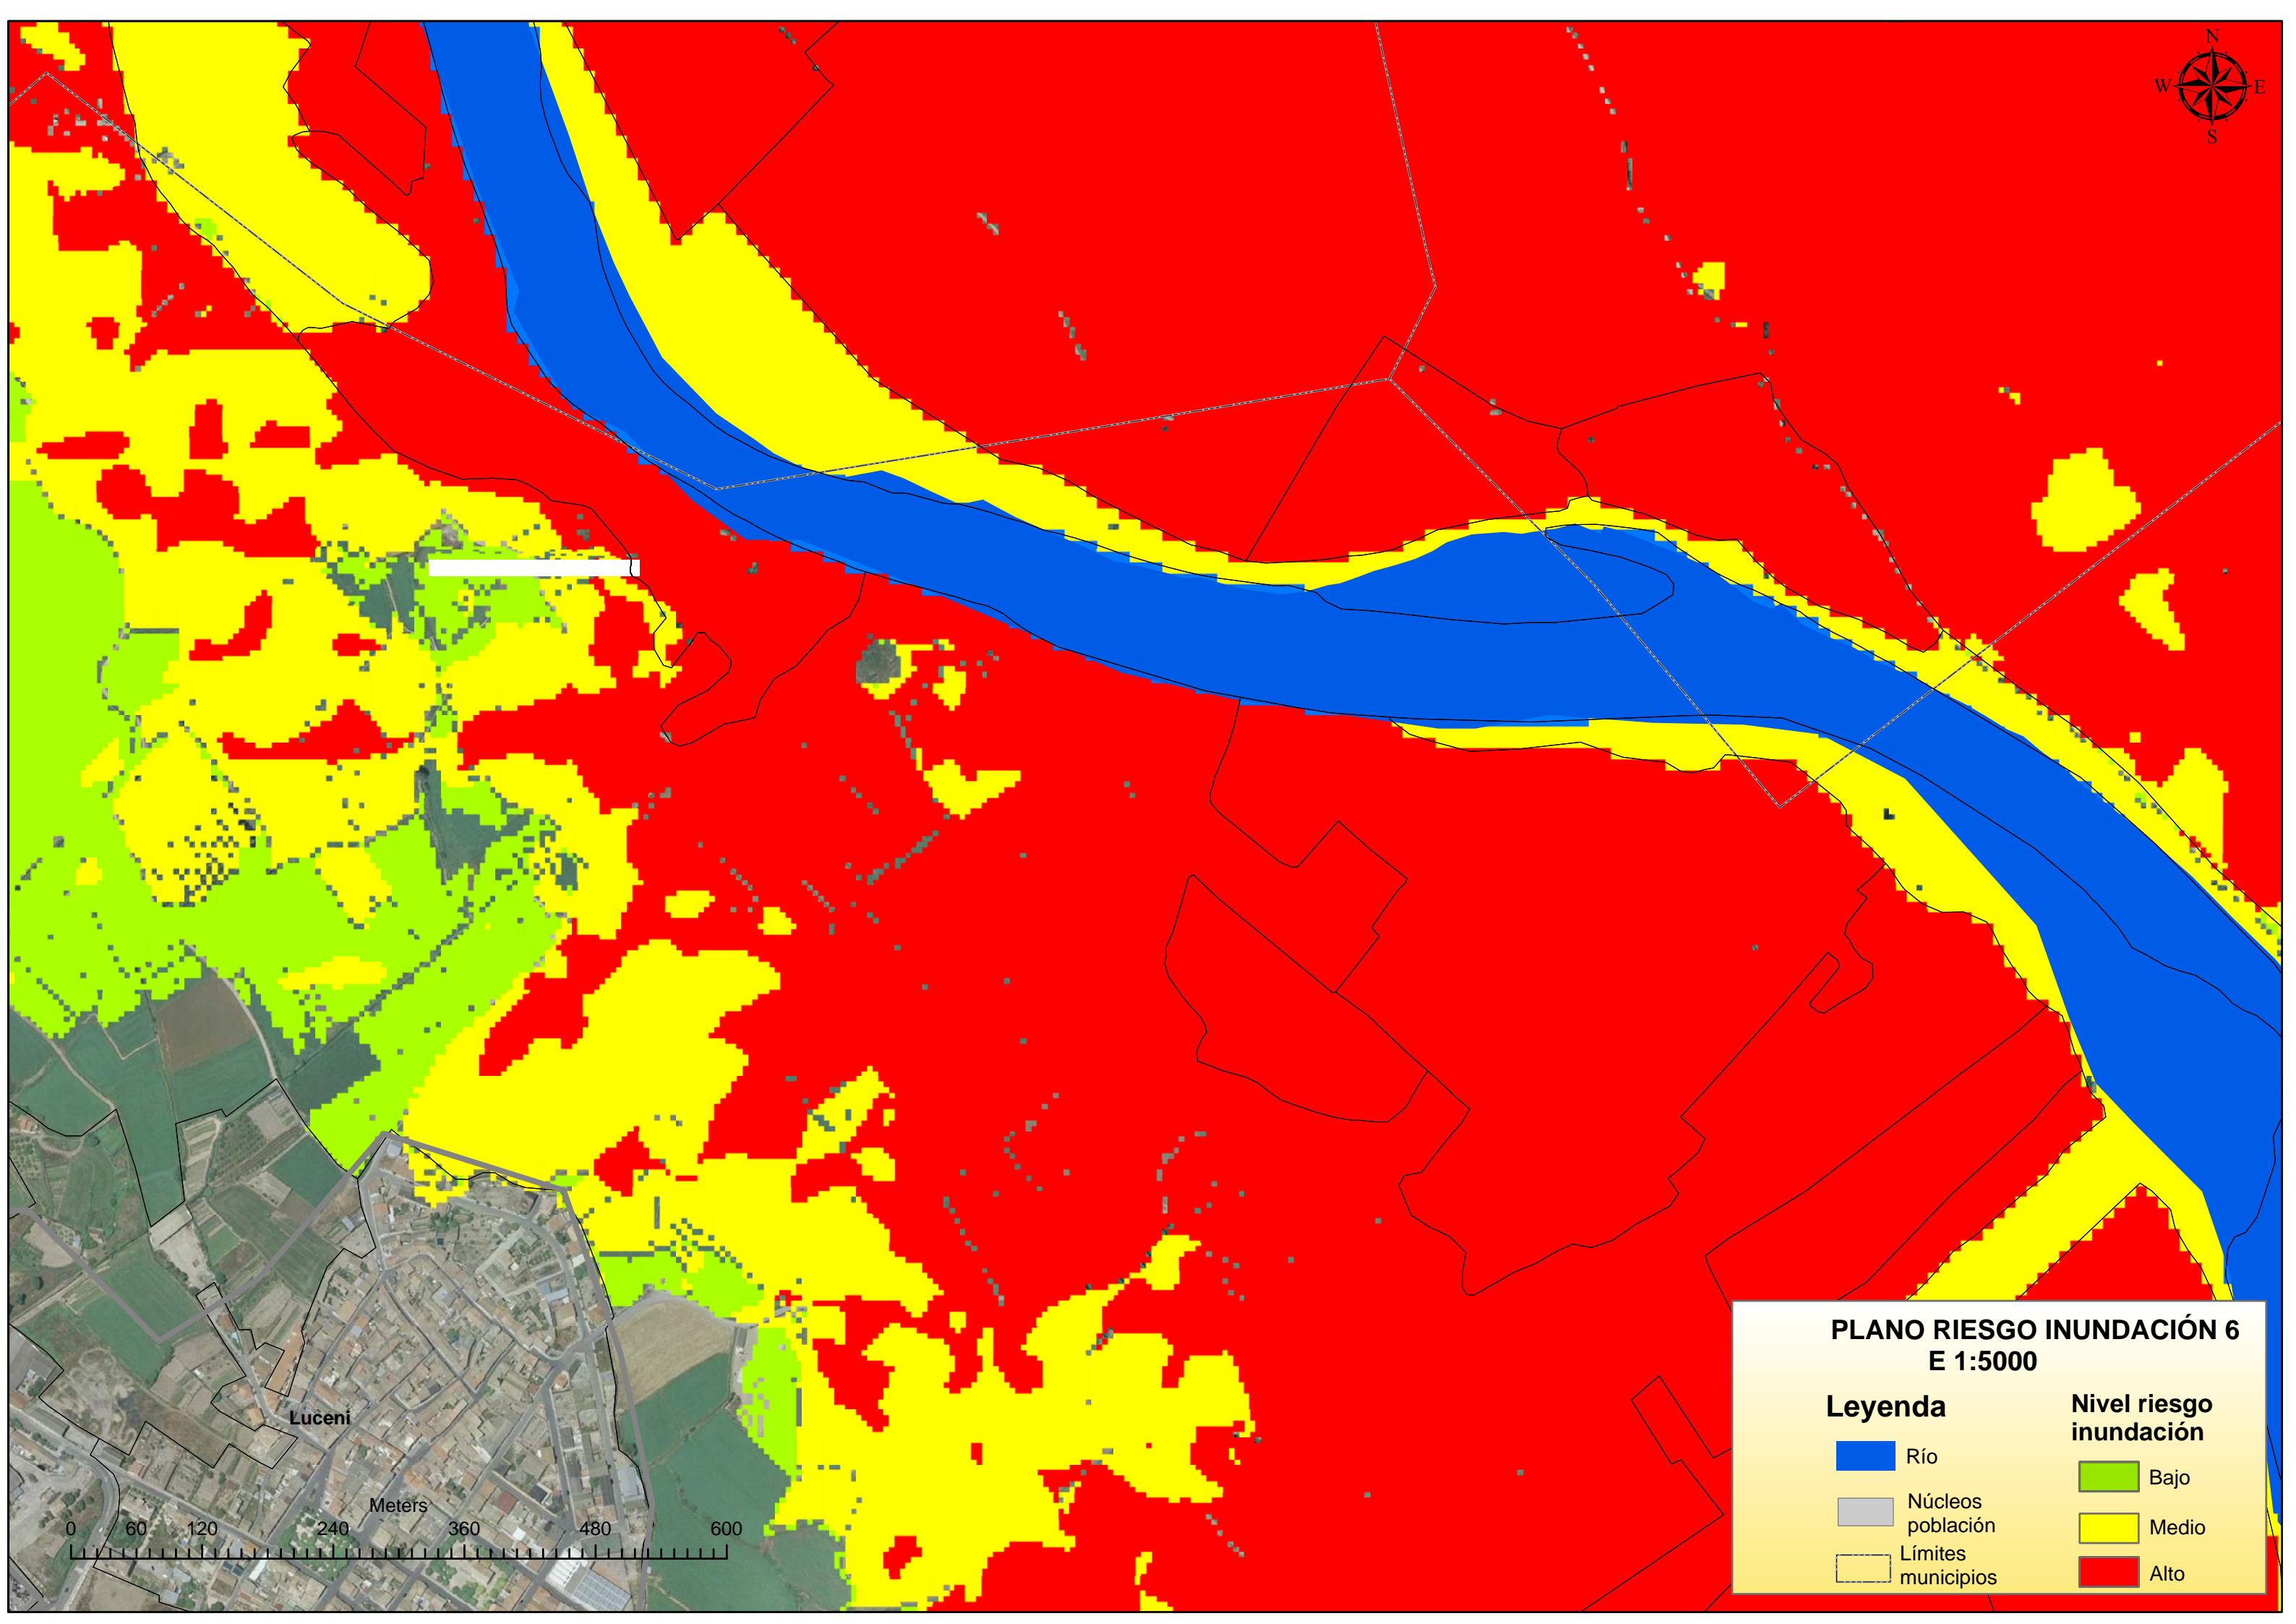 N
W E
S
Luceni
Meters
0 60 120 240 360 480 600
PLANO RIESGO INUNDACIÓN 6
E 1:5000
Leyenda
Río
Núcleos
población
Límites
municipios
Nivel riesgo
inundación
Bajo
Medio
Alto